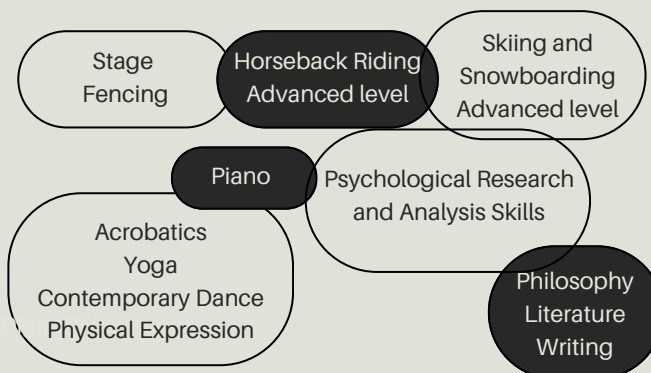 Stage
Fencing
Horseback Riding
Advanced level
Skiing and
Snowboarding
Advanced level
Piano
Psychological Research
and Analysis Skills
Acrobatics
Yoga
Contemporary Dance
Physical Expression
Philosophy
Literature
Writing